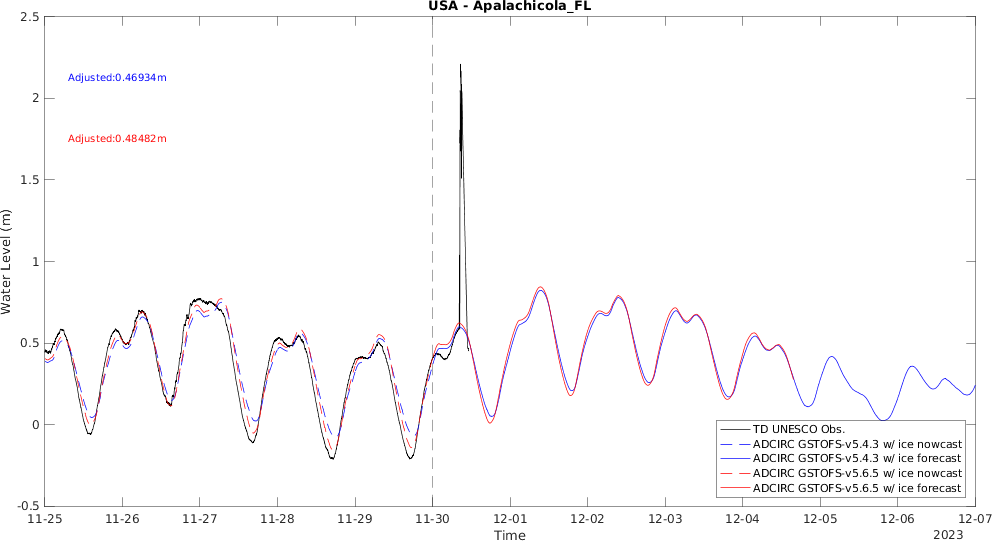 USA - Apalachicola_FL
2.5
Adjusted:0.46934m
2
Adjusted:0.48482m
1.5
Water Level (m)
1
0.5
0
TD UNESCO Obs.
ADCIRC GSTOFS-v5.4.3 w/ ice nowcast
ADCIRC GSTOFS-v5.4.3 w/ ice forecast
ADCIRC GSTOFS-v5.6.5 w/ ice nowcast
ADCIRC GSTOFS-v5.6.5 w/ ice forecast
-0.5
11-25 11-26 11-27 11-28 11-29 11-30 12-01 12-02 12-03 12-04 12-05 12-06 12-07
Time
2023